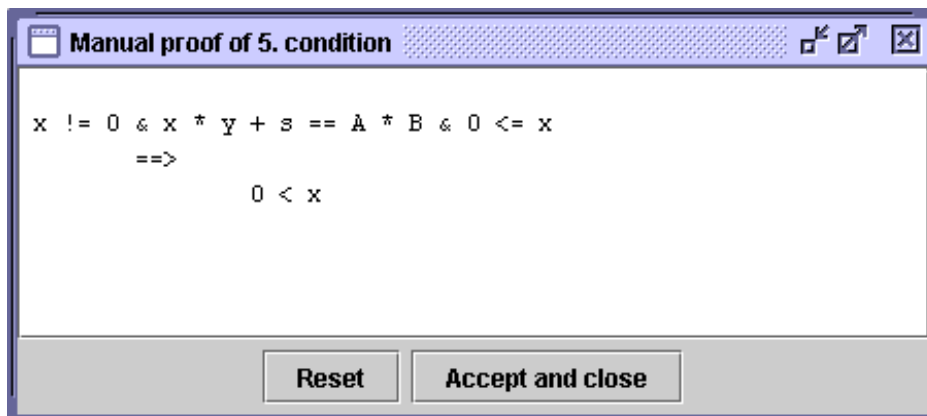 Manual proof of 5. condition
x != 0 & x * y + s == A * B & 0 <= x
==>
0 < x
Reset
Accept and close